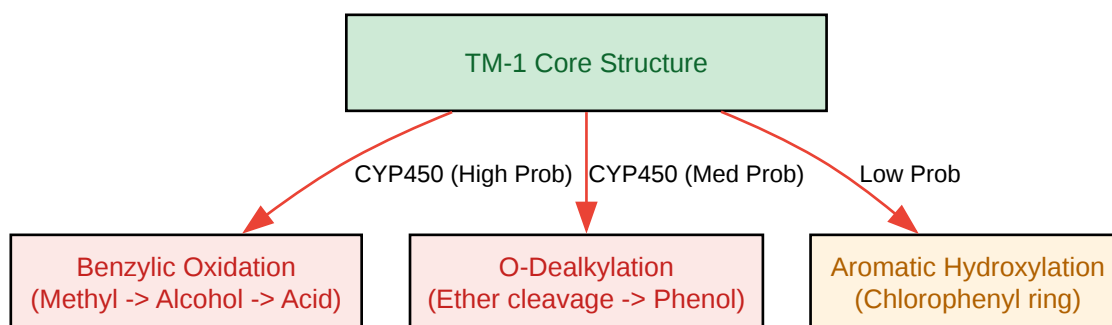 TM-1 Core Structure
CYP450 (High Prob)
CYP450 (Med Prob)
Low Prob
Benzylic Oxidation
(Methyl -> Alcohol -> Acid)
O-Dealkylation
(Ether cleavage -> Phenol)
Aromatic Hydroxylation
(Chlorophenyl ring)